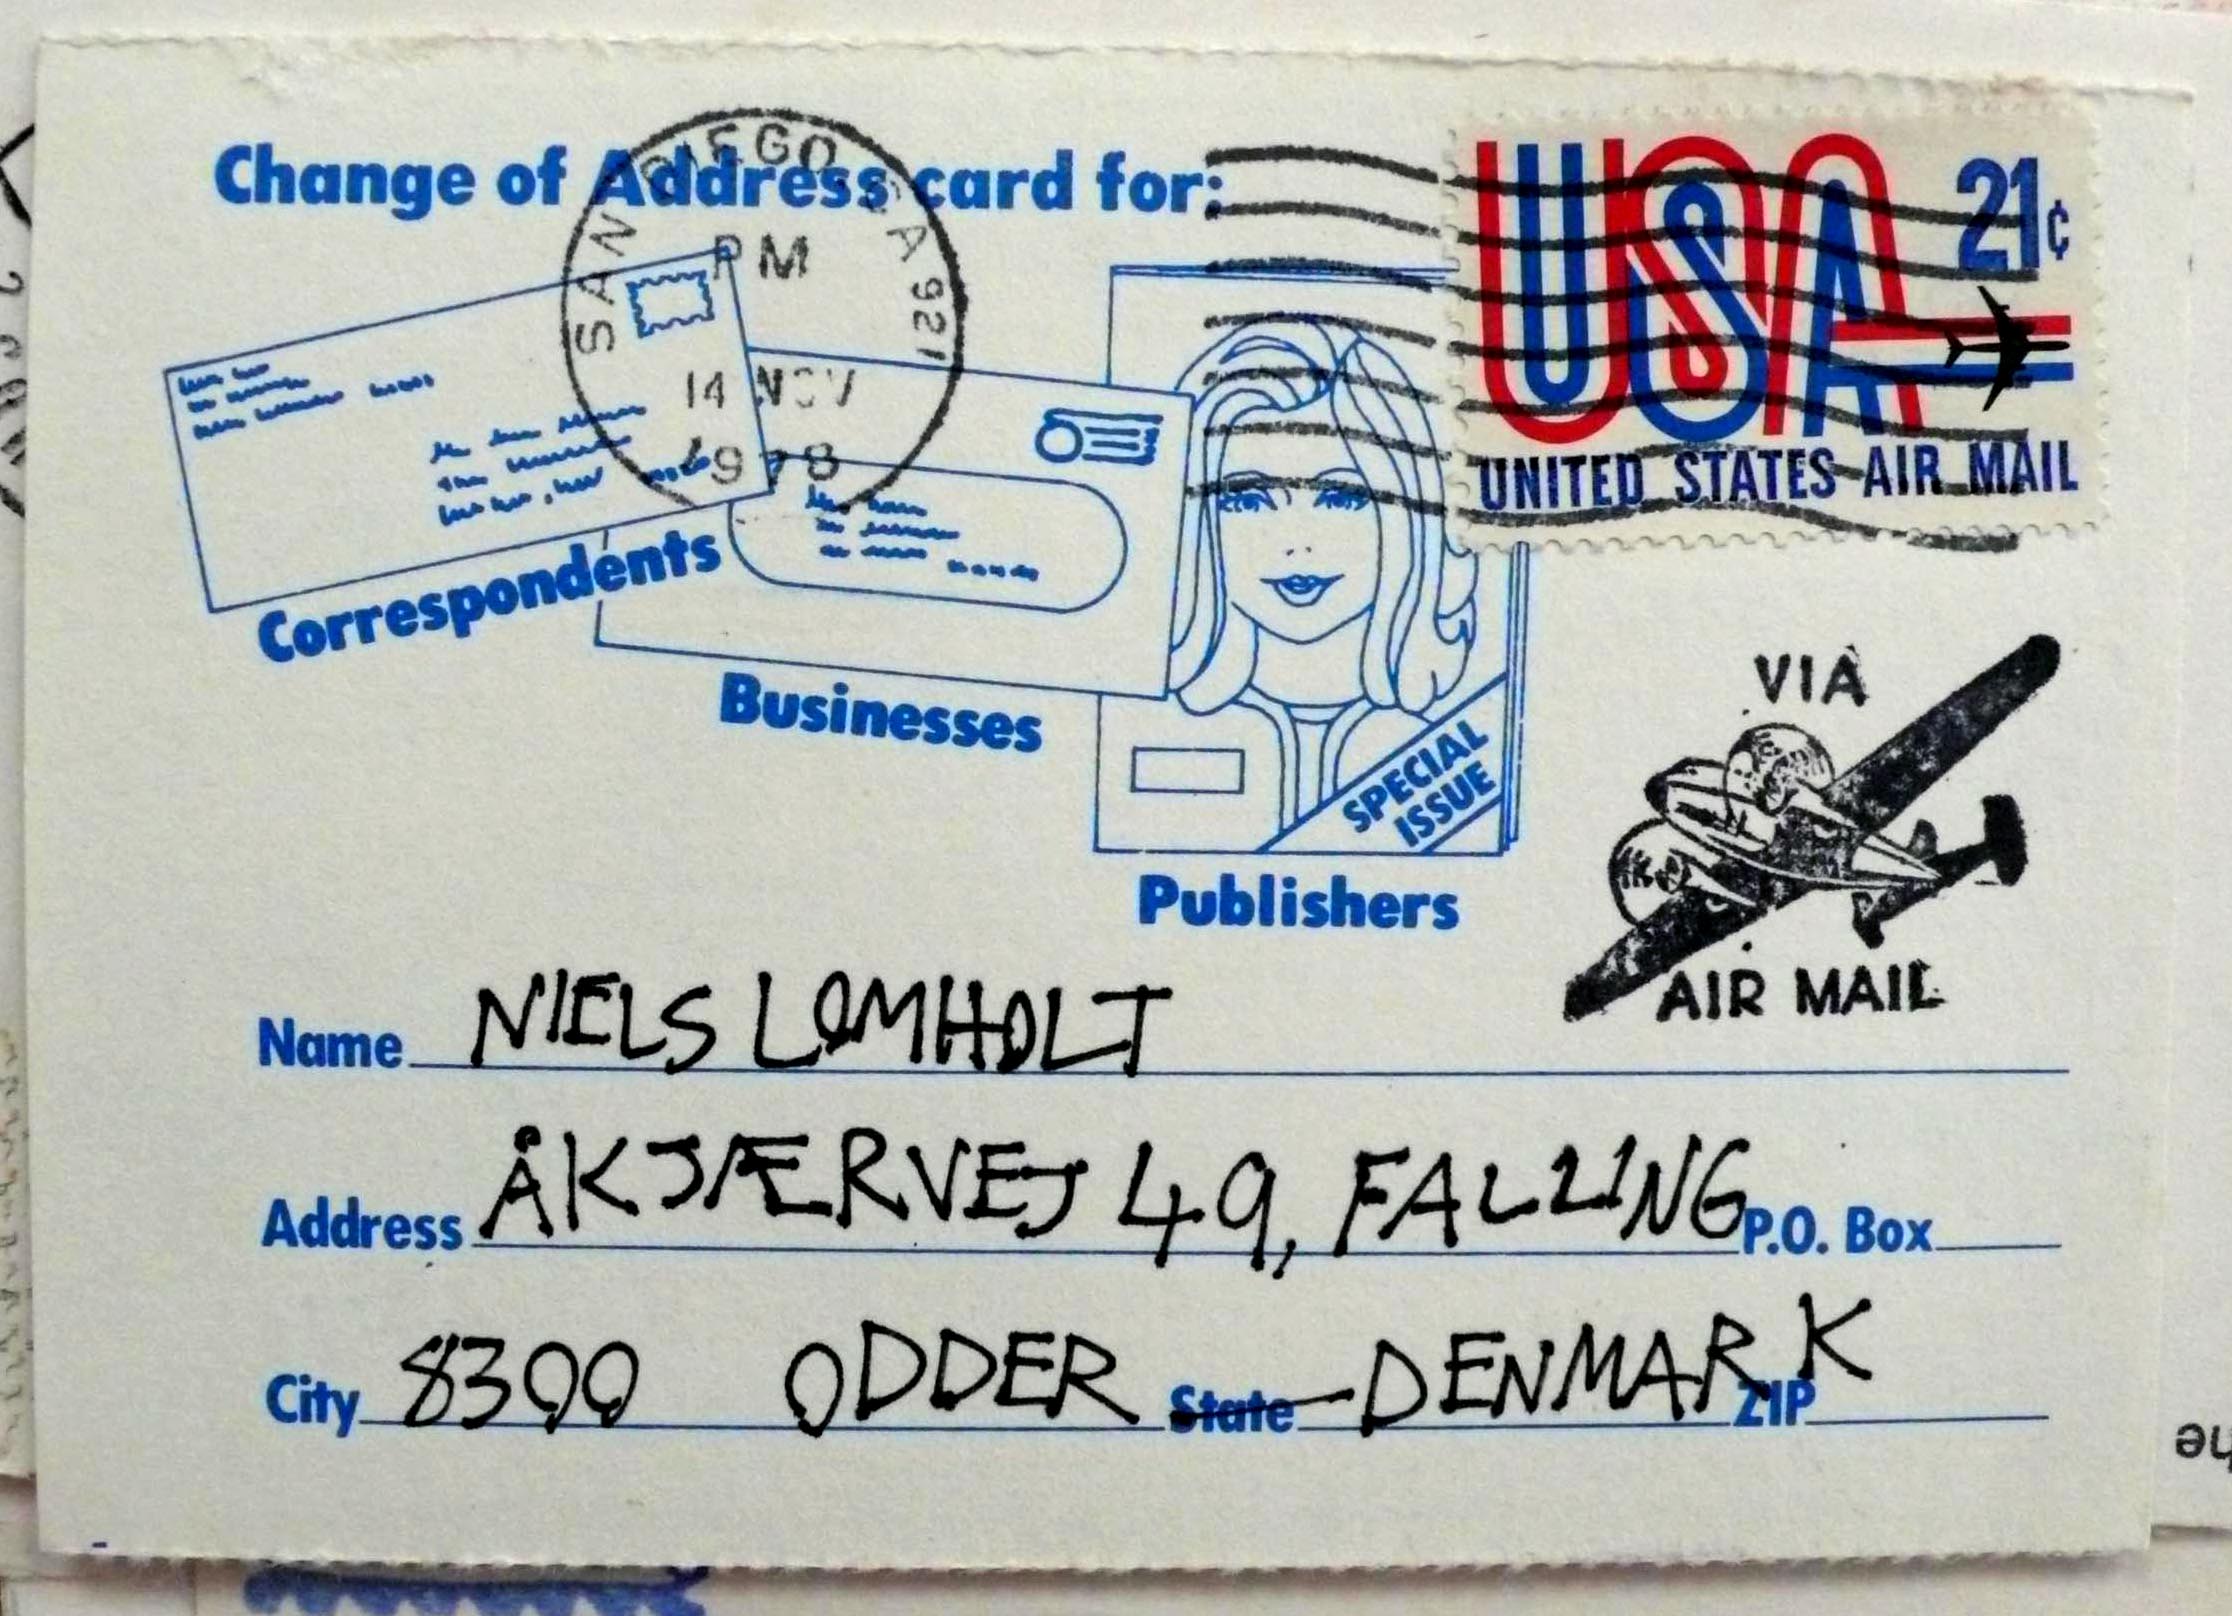 Change of Address card for:
SAN DIEGO, CA 921
PM
14 NOV
1978
USA 21¢
UNITED STATES AIR MAIL
Correspondents
Businesses
SPECIAL
ISSUE
Publishers
VIA
AIR MAIL
Name NIELS LOMHOLT
Address ÅKJÆRVEJ 49, FALLING P.O. Box
City 8300 ODDER State DENMARK ZIP